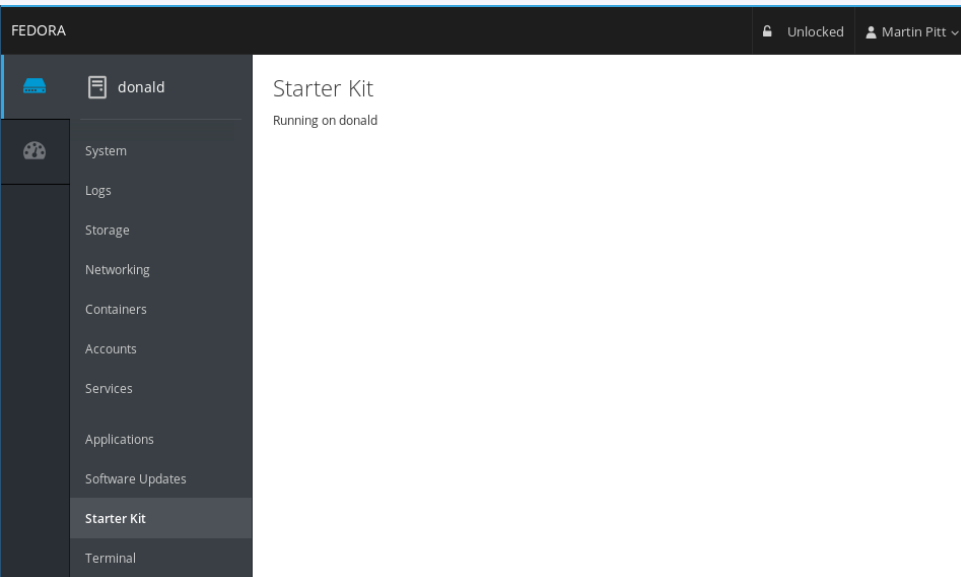 FEDORA
Unlocked
Martin Pitt
donald
System
Logs
Storage
Networking
Containers
Accounts
Services
Applications
Software Updates
Starter Kit
Terminal
Starter Kit
Running on donald